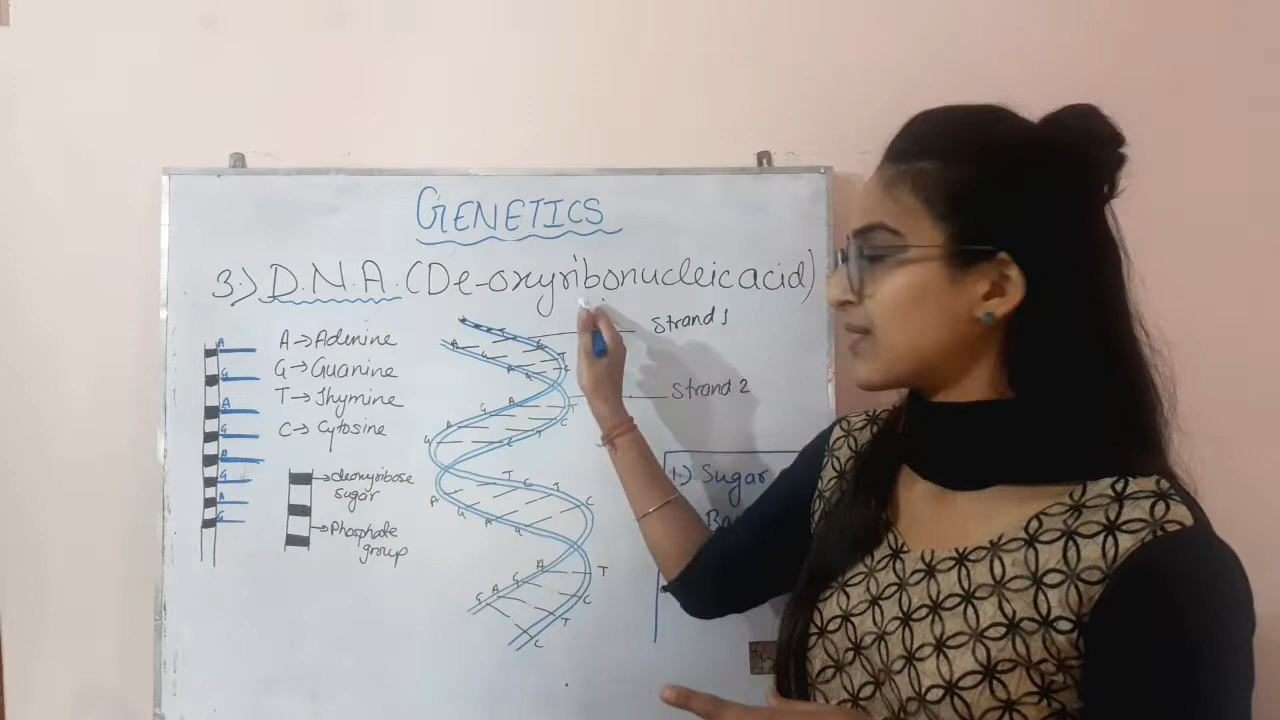 GENETICS
3.) D.N.A. (De-oxyribonucleic acid)
A→Adenine
G→Guanine
T→Thymine
C→Cytosine
deoxyribose
sugar
Phosphate
group
A
G
A
G
A
G
A
G
Strand 1
Strand 2
1.) Sugar